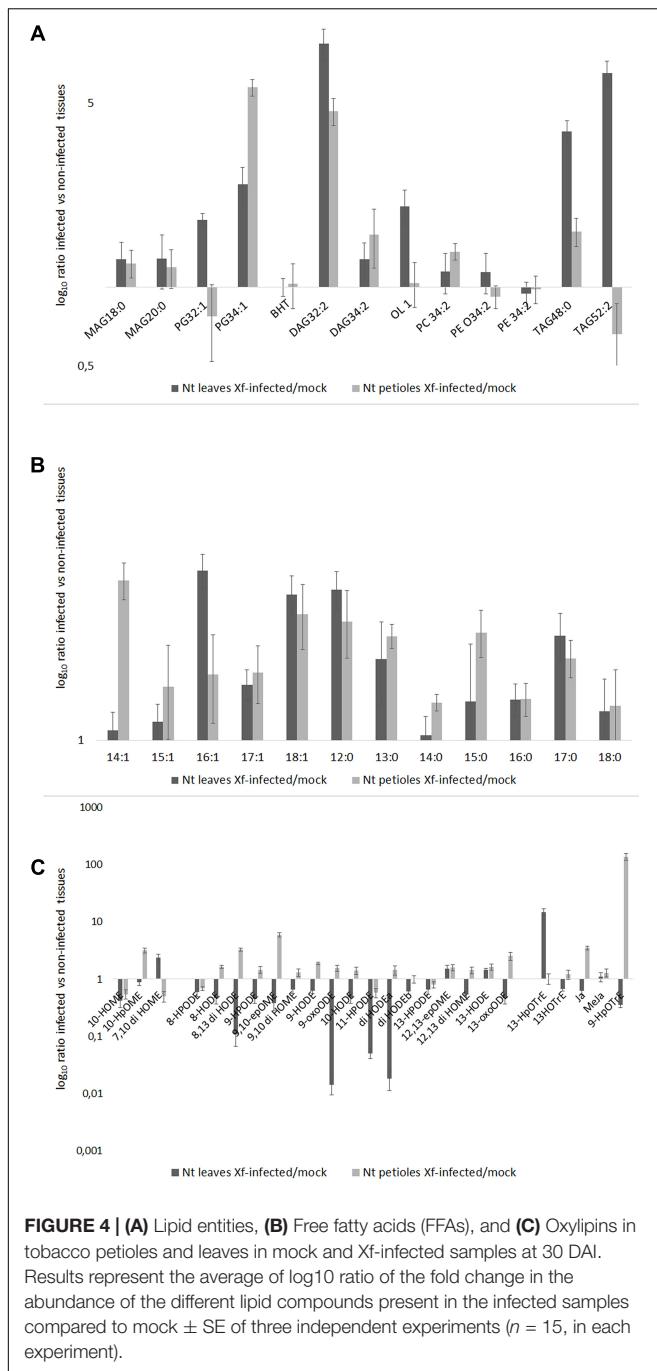 A
log10 ratio infected vs non-infected tissues
5
0,5
MAG18:0
MAG20:0
PG32:1
PG34:1
BHT
DAG32:2
DAG34:2
OL 1
PC 34:2
PE O34:2
PE 34:2
TAG48:0
TAG52:2
Nt leaves Xf-infected/mock
Nt petioles Xf-infected/mock
B
log10 ratio infected vs non-infected tissues
1
14:1
15:1
16:1
17:1
18:1
12:0
13:0
14:0
15:0
16:0
17:0
18:0
Nt leaves Xf-infected/mock
Nt petioles Xf-infected/mock
C
log10 ratio infected vs non-infected tissues
1000
100
10
1
0,1
0,01
0,001
10-HOME
10-HpOME
7,10 di HOME
8-HPODE
8-HODE
8,13 di HODE
9-HPODE
9,10-epOME
9,10 di HOME
9-HODE
9-oxoODE
10-HODE
11-HPODE
di HODEa
di HODEb
13-HPODE
12,13-epOME
12,13 di HOME
13-HODE
13-oxoODE
13-HpOTrE
13HOTrE
Ja
MeJa
9-HpOTrE
Nt leaves Xf-infected/mock
Nt petioles Xf-infected/mock
FIGURE 4 | (A) Lipid entities, (B) Free fatty acids (FFAs), and (C) Oxylipins in
tobacco petioles and leaves in mock and Xf-infected samples at 30 DAI.
Results represent the average of log10 ratio of the fold change in the
abundance of the different lipid compounds present in the infected samples
compared to mock ± SE of three independent experiments (n = 15, in each
experiment).